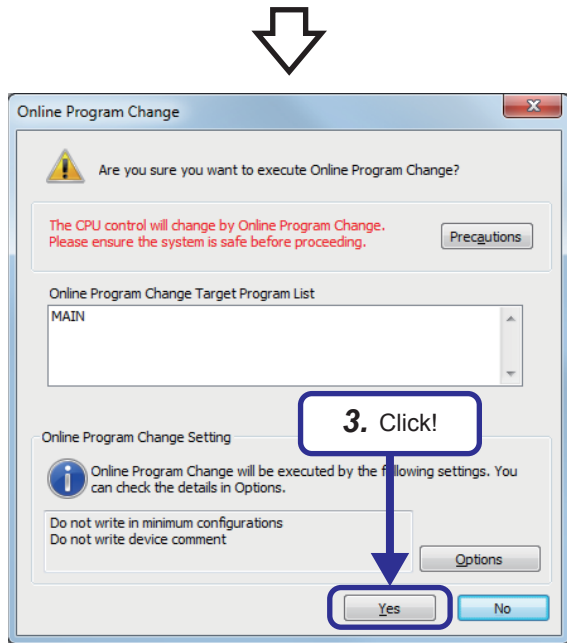 Online Program Change
x
Are you sure you want to execute Online Program Change?
The CPU control will change by Online Program Change.
Please ensure the system is safe before proceeding.
Precautions
Online Program Change Target Program List
MAIN
3. Click!
Online Program Change Setting
Online Program Change will be executed by the following settings. You
can check the details in Options.
Do not write in minimum configurations
Do not write device comment
Options
Yes
No